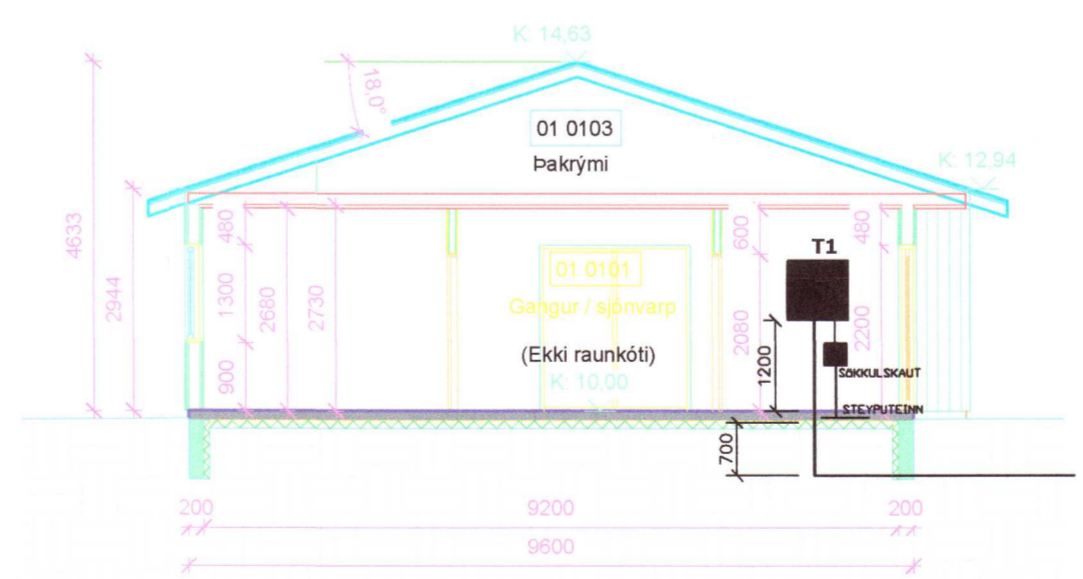 K: 14,63
18,0°
01 0103
Þakrými
K: 12.94
4633
2944
480
1300
900
2680
2730
600
2080
480
2200
T1
01 0101
Gangur / sjónvarp
(Ekki raunkóti)
K: 10,00
1200
SÖKKULSKAUT
STEYPUTEINN
700
200
9200
200
9600